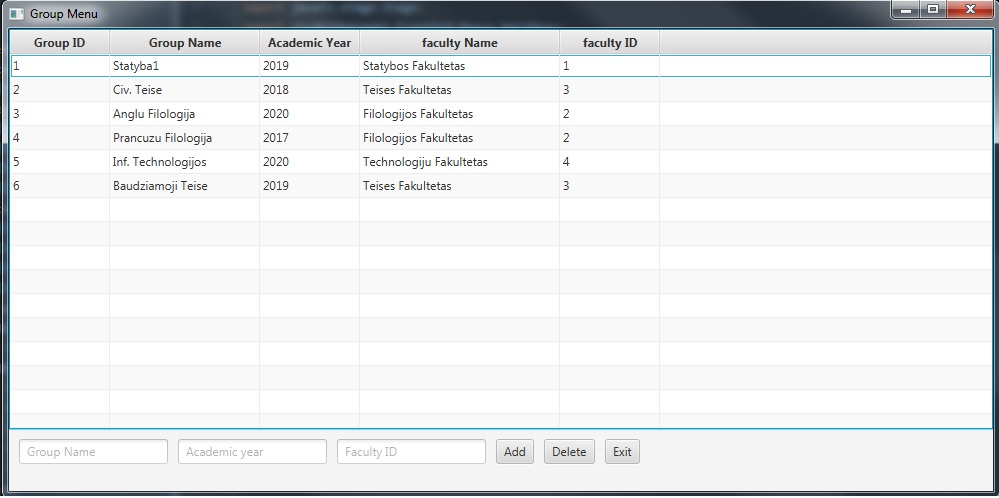 Group Menu
Group ID Group Name Academic Year faculty Name faculty ID
1 Statyba1 2019 Statybos Fakultetas 1
2 Civ. Teise 2018 Teises Fakultetas 3
3 Anglu Filologija 2020 Filologijos Fakultetas 2
4 Prancuzu Filologija 2017 Filologijos Fakultetas 2
5 Inf. Technologijos 2020 Technologiju Fakultetas 4
6 Baudziamoji Teise 2019 Teises Fakultetas 3
Group Name Academic year Faculty ID Add Delete Exit